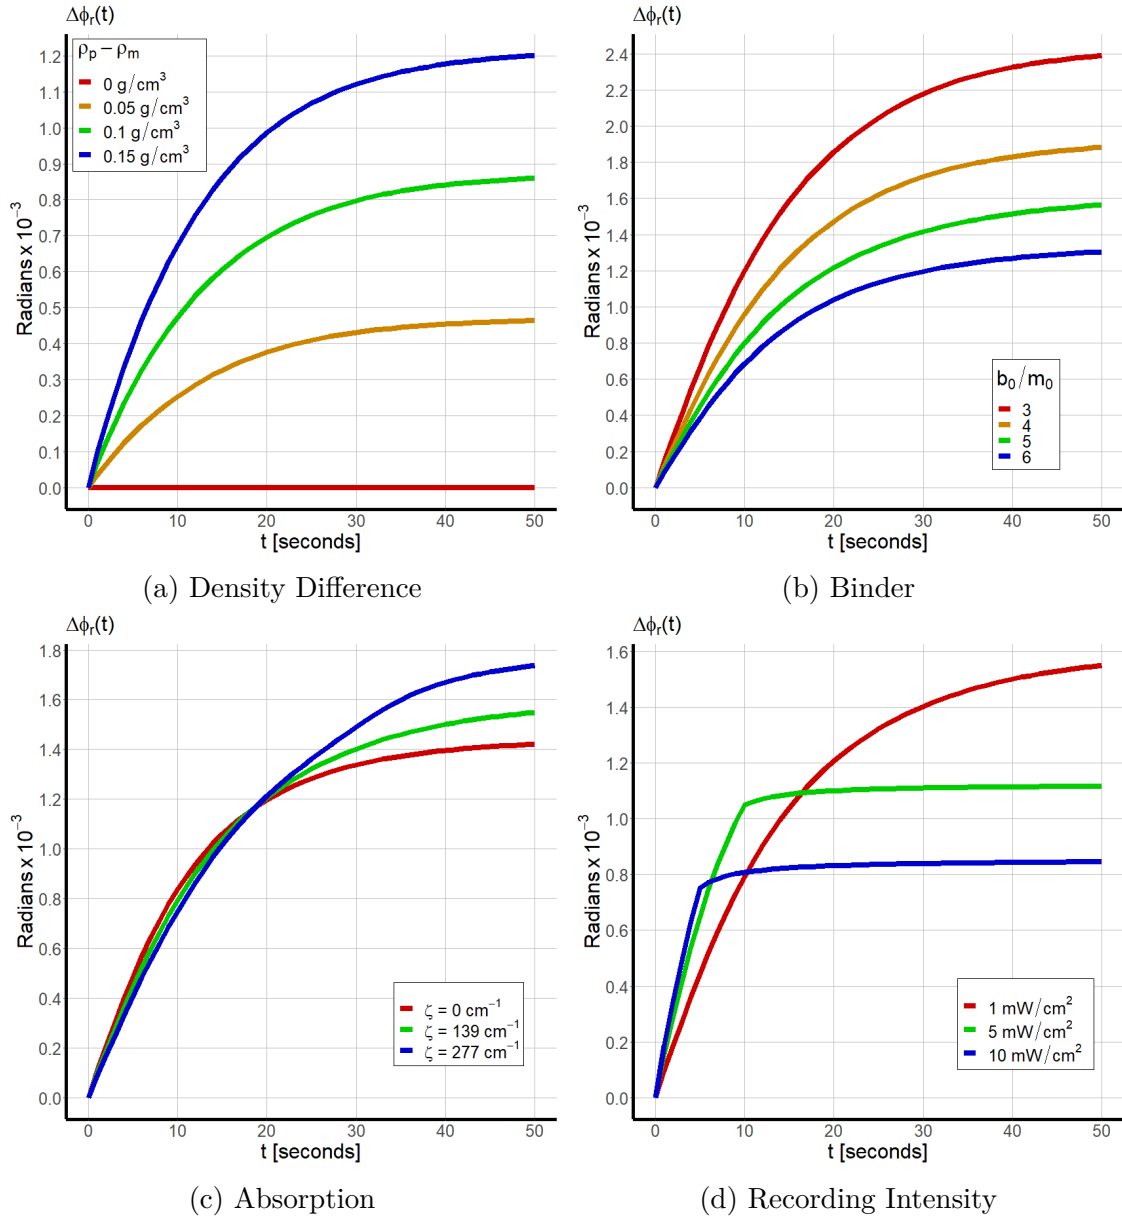 Δϕr(t)
ρp − ρm
0 g/cm³
0.05 g/cm³
0.1 g/cm³
0.15 g/cm³
1.2
1.1
1.0
0.9
0.8
0.7
0.6
0.5
0.4
0.3
0.2
0.1
0.0
Radians x 10⁻³
0 10 20 30 40 50
t [seconds]
(a) Density Difference
Δϕr(t)
2.4
2.2
2.0
1.8
1.6
1.4
1.2
1.0
0.8
0.6
0.4
0.2
0.0
Radians x 10⁻³
b₀/m₀
3
4
5
6
0 10 20 30 40 50
t [seconds]
(b) Binder
Δϕr(t)
1.8
1.6
1.4
1.2
1.0
0.8
0.6
0.4
0.2
0.0
Radians x 10⁻³
ζ = 0 cm⁻¹
ζ = 139 cm⁻¹
ζ = 277 cm⁻¹
0 10 20 30 40 50
t [seconds]
(c) Absorption
Δϕr(t)
1.6
1.4
1.2
1.0
0.8
0.6
0.4
0.2
0.0
Radians x 10⁻³
1 mW/cm²
5 mW/cm²
10 mW/cm²
0 10 20 30 40 50
t [seconds]
(d) Recording Intensity